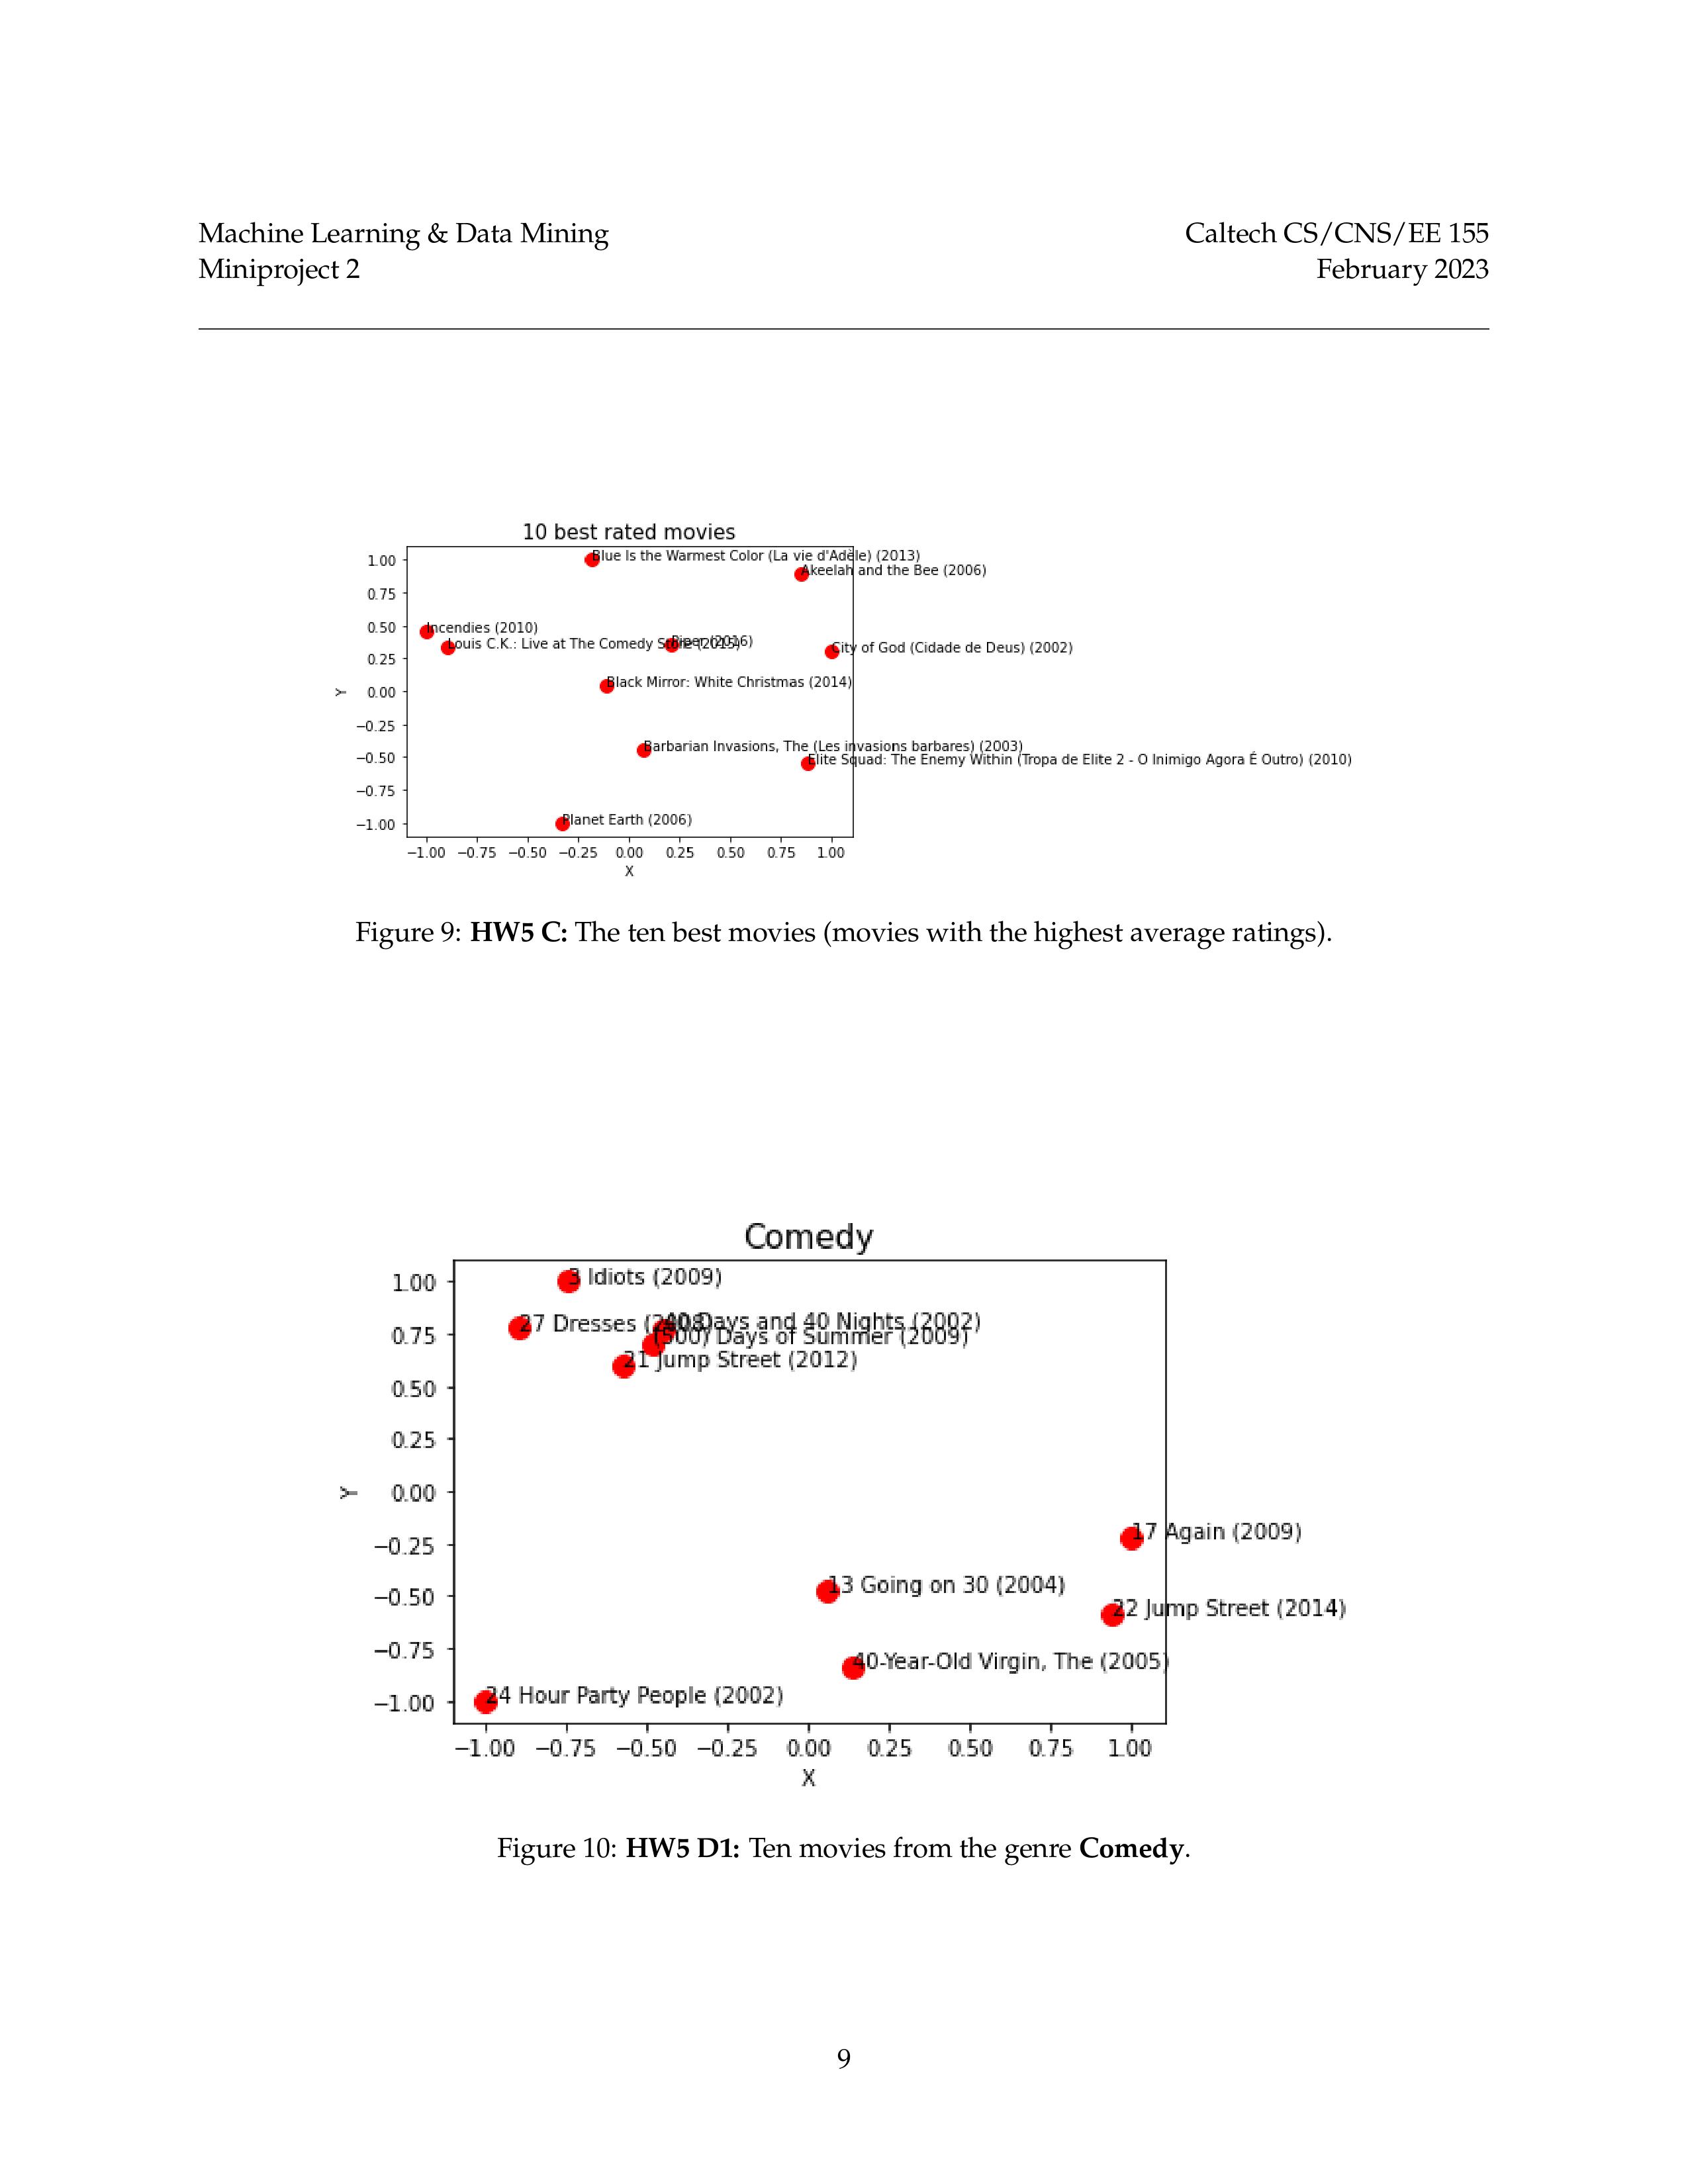 Machine Learning & Data Mining
Miniproject 2
Caltech CS/CNS/EE 155
February 2023
10 best rated movies
Blue Is the Warmest Color (La vie d'Adèle) (2013)
Akeelah and the Bee (2006)
Incendies (2010)
Louis C.K.: Live at The Comedy Store (2015)
Piper (2016)
City of God (Cidade de Deus) (2002)
Black Mirror: White Christmas (2014)
Barbarian Invasions, The (Les invasions barbares) (2003)
Elite Squad: The Enemy Within (Tropa de Elite 2 - O Inimigo Agora É Outro) (2010)
Planet Earth (2006)
1.00
0.75
0.50
0.25
0.00
−0.25
−0.50
−0.75
−1.00
Y
−1.00 −0.75 −0.50 −0.25 0.00 0.25 0.50 0.75 1.00
X
Figure 9: HW5 C: The ten best movies (movies with the highest average ratings).
Comedy
3 Idiots (2009)
27 Dresses (2008)
40 Days and 40 Nights (2002)
(500) Days of Summer (2009)
21 Jump Street (2012)
17 Again (2009)
13 Going on 30 (2004)
22 Jump Street (2014)
40-Year-Old Virgin, The (2005)
24 Hour Party People (2002)
1.00
0.75
0.50
0.25
0.00
−0.25
−0.50
−0.75
−1.00
Y
−1.00 −0.75 −0.50 −0.25 0.00 0.25 0.50 0.75 1.00
X
Figure 10: HW5 D1: Ten movies from the genre Comedy.
9